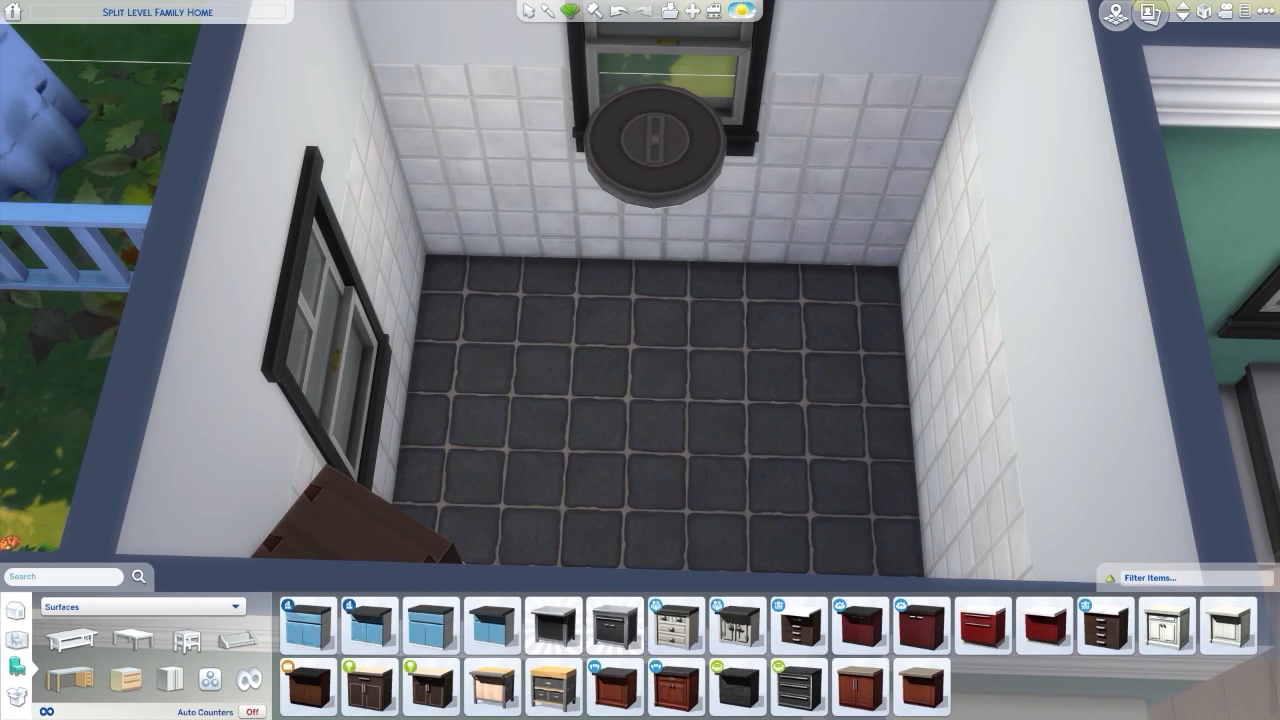 SPLIT LEVEL FAMILY HOME
Search
Filter Items...
Surfaces
Auto Counters Off